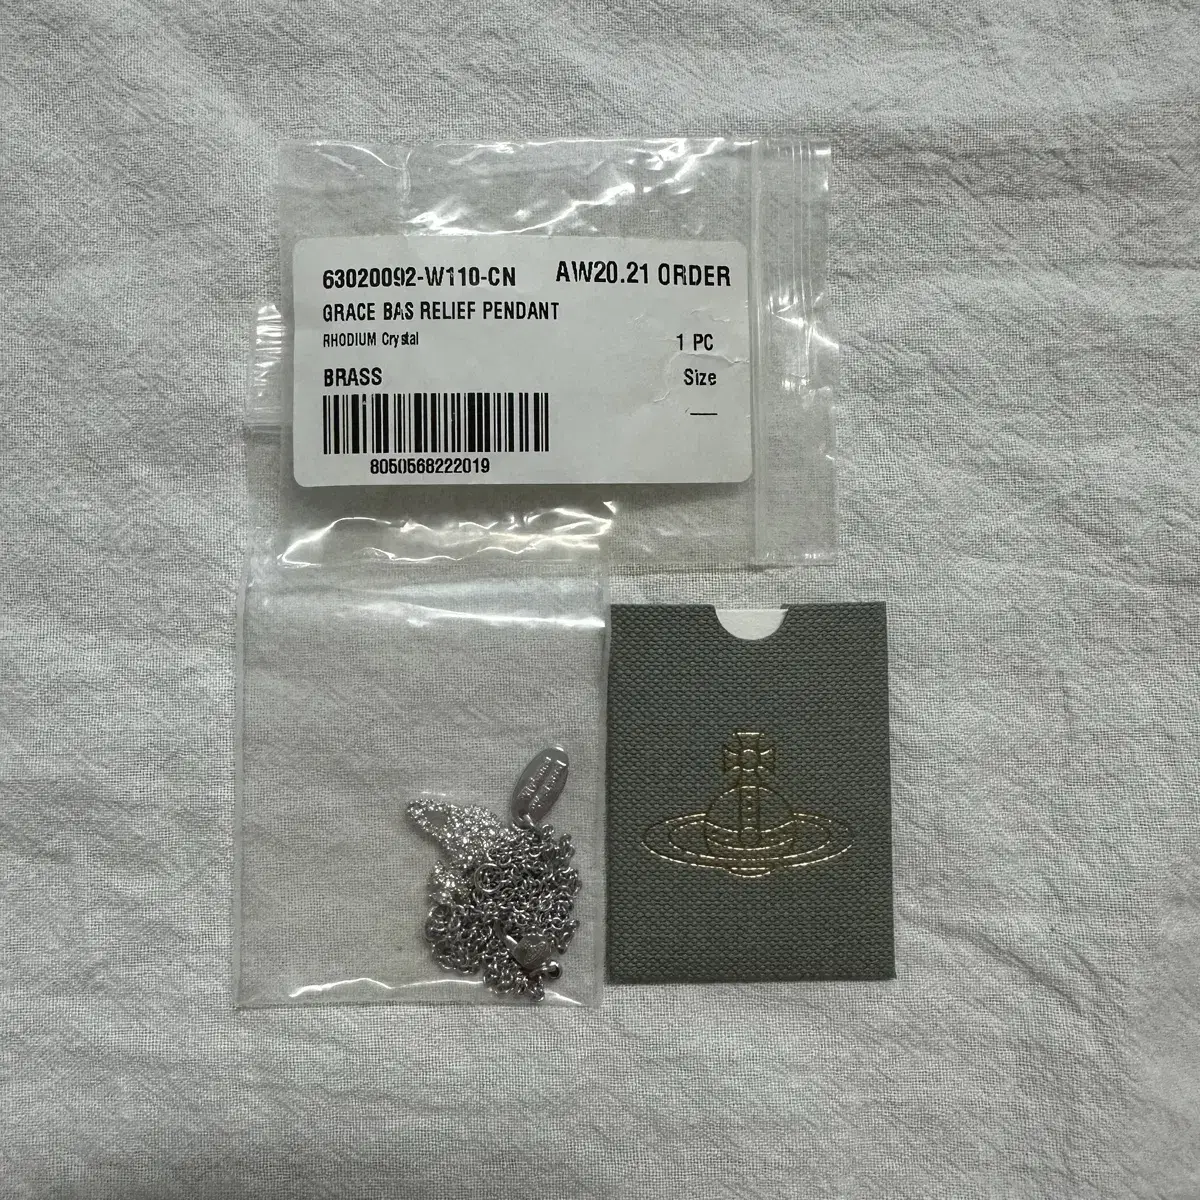 63020092-W110-CN AW20.21 ORDER
GRACE BAS RELIEF PENDANT
RHODIUM Crystal
1 PC
BRASS
Size
8050568222019